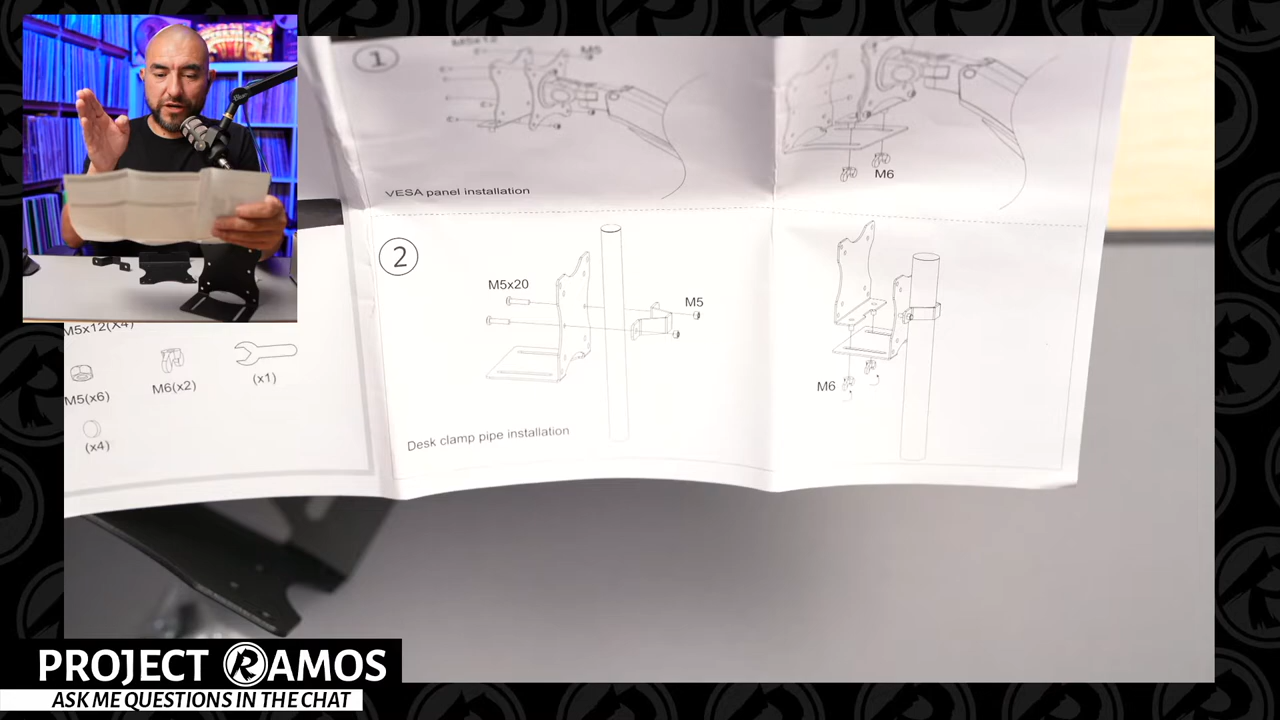 1
M5x12
M5
M6
VESA panel installation
2
M5x20
M5
M6
Desk clamp pipe installation
M5x12(x4)
M5(x6)
M6(x2)
(x1)
(x4)
PROJECT RAMOS
ASK ME QUESTIONS IN THE CHAT